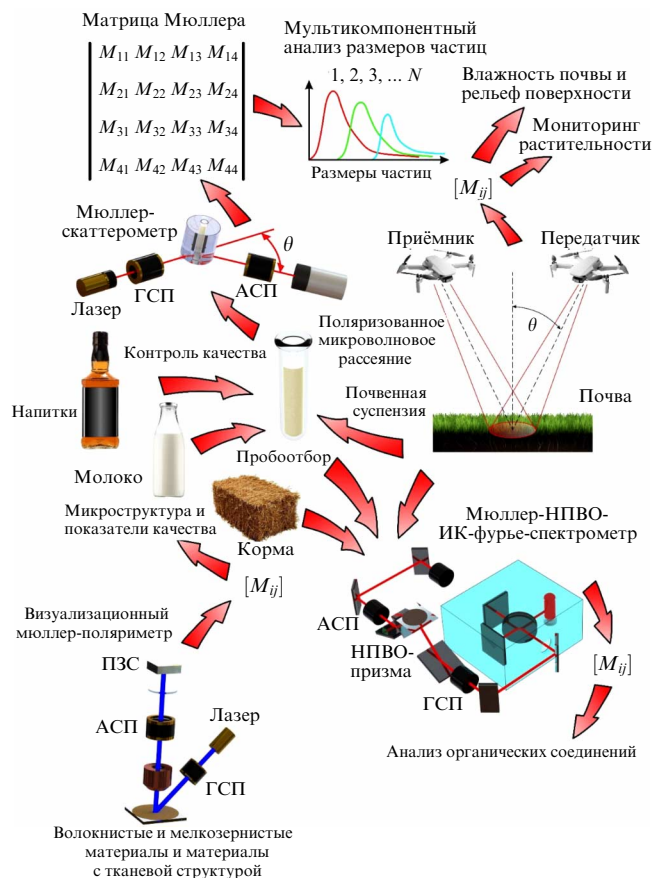 Матрица Мюллера
M11 M12 M13 M14
M21 M22 M23 M24
M31 M32 M33 M34
M41 M42 M43 M44
Мультикомпонентный
анализ размеров частиц
1, 2, 3, ... N
Размеры частиц
Влажность почвы и
рельеф поверхности
Мониторинг
растительности
[Mij]
Мюллер-
скаттерометр
θ
Лазер
ГСП
АСП
Приёмник
Передатчик
θ
Поляризованное
микроволновое
рассеяние
Почва
Контроль качества
Напитки
Молоко
Пробоотбор
Почвенная
суспензия
Микроструктура и
показатели качества
Корма
[Mij]
Мюллер-НПВО-
ИК-фурье-спектрометр
АСП
НПВО-
призма
ГСП
[Mij]
Анализ органических соединений
Визуализационный
мюллер-поляриметр
ПЗС
АСП
Лазер
ГСП
Волокнистые и мелкозернистые
материалы и материалы
с тканевой структурой